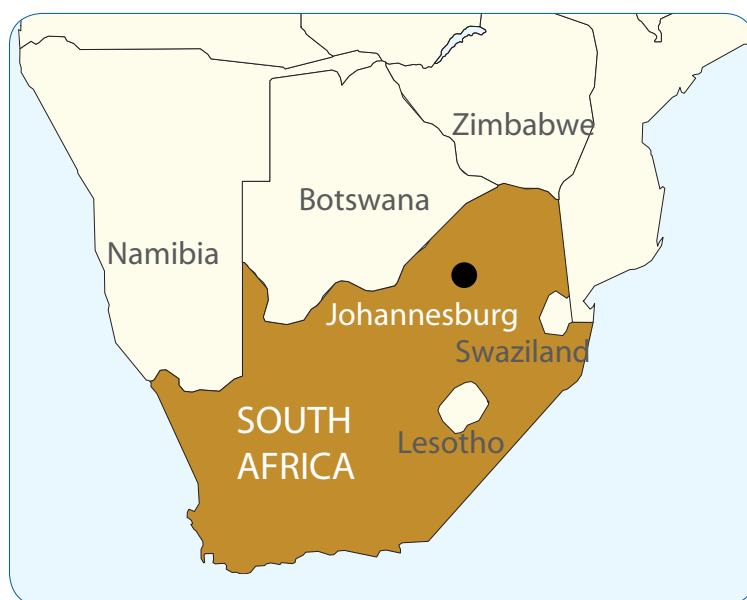 Zimbabwe
Botswana
Namibia
Johannesburg
Swaziland
SOUTH
AFRICA
Lesotho